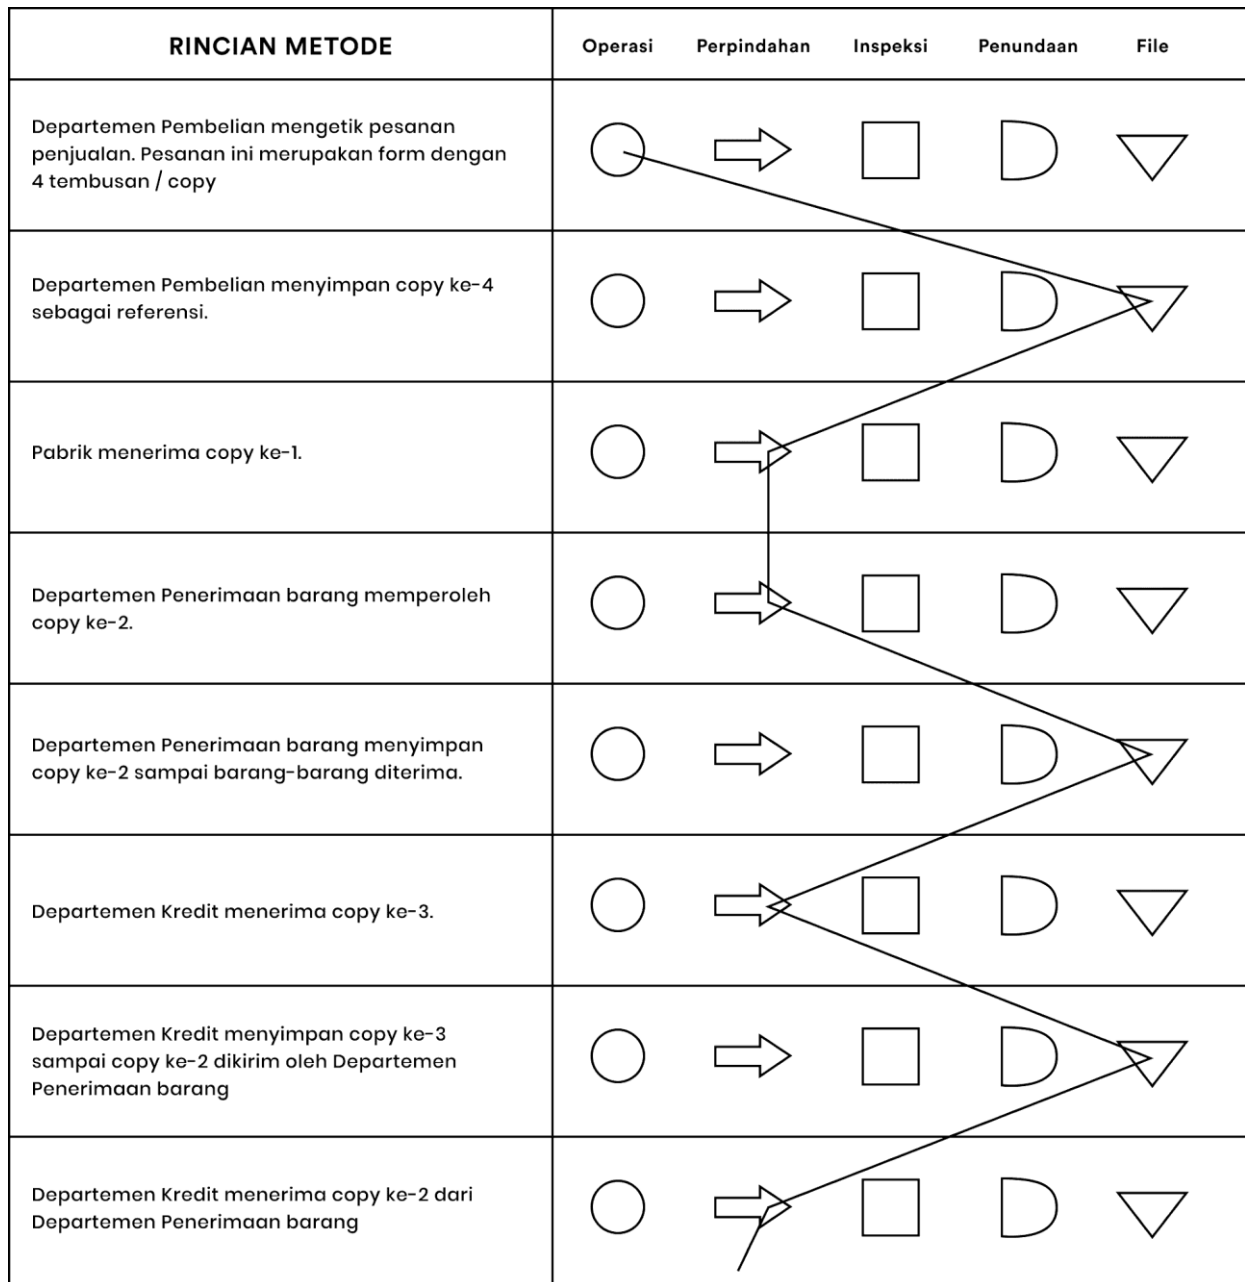 RINCIAN METODE
Operasi Perpindahan Inspeksi Penundaan File
Departemen Pembelian mengetik pesanan
penjualan. Pesanan ini merupakan form dengan
4 tembusan / copy
Departemen Pembelian menyimpan copy ke-4
sebagai referensi.
Pabrik menerima copy ke-1.
Departemen Penerimaan barang memperoleh
copy ke-2.
Departemen Penerimaan barang menyimpan
copy ke-2 sampai barang-barang diterima.
Departemen Kredit menerima copy ke-3.
Departemen Kredit menyimpan copy ke-3
sampai copy ke-2 dikirim oleh Departemen
Penerimaan barang
Departemen Kredit menerima copy ke-2 dari
Departemen Penerimaan barang